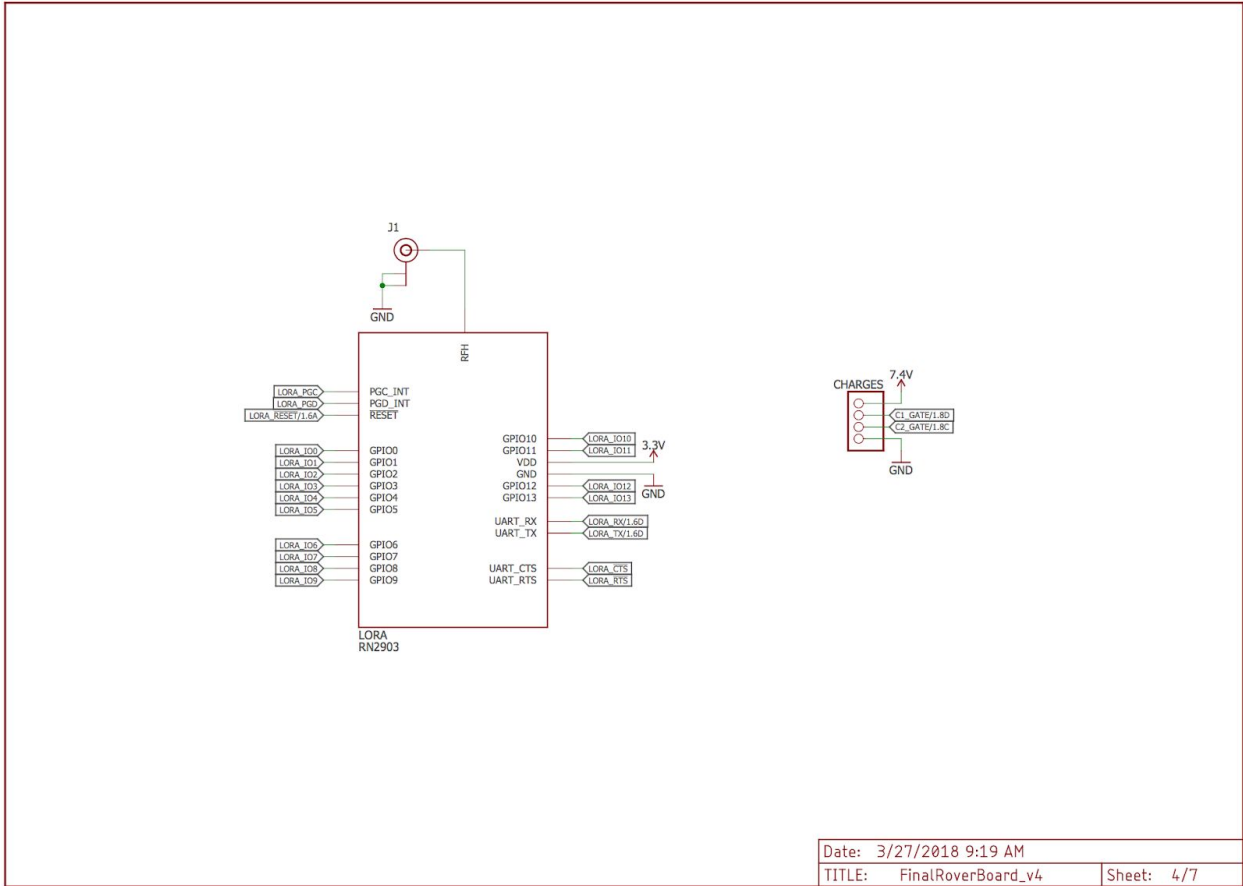 J1
GND
RFH
LORA_PGC PGC_INT
LORA_PGD PGD_INT
LORA_RESET/1.6A RESET
LORA_IO0 GPIO0
LORA_IO1 GPIO1
LORA_IO2 GPIO2
LORA_IO3 GPIO3
LORA_IO4 GPIO4
LORA_IO5 GPIO5
LORA_IO6 GPIO6
LORA_IO7 GPIO7
LORA_IO8 GPIO8
LORA_IO9 GPIO9
GPIO10 LORA_IO10
GPIO11 LORA_IO11
VDD 3.3V
GND GND
GPIO12 LORA_IO12
GPIO13 LORA_IO13
UART_RX LORA_RX/1.6D
UART_TX LORA_TX/1.6D
UART_CTS LORA_CTS
UART_RTS LORA_RTS
LORA
RN2903
CHARGES 7.4V
C1_GATE/1.8D
C2_GATE/1.8C
GND
Date: 3/27/2018 9:19 AM
TITLE: FinalRoverBoard_v4 Sheet: 4/7